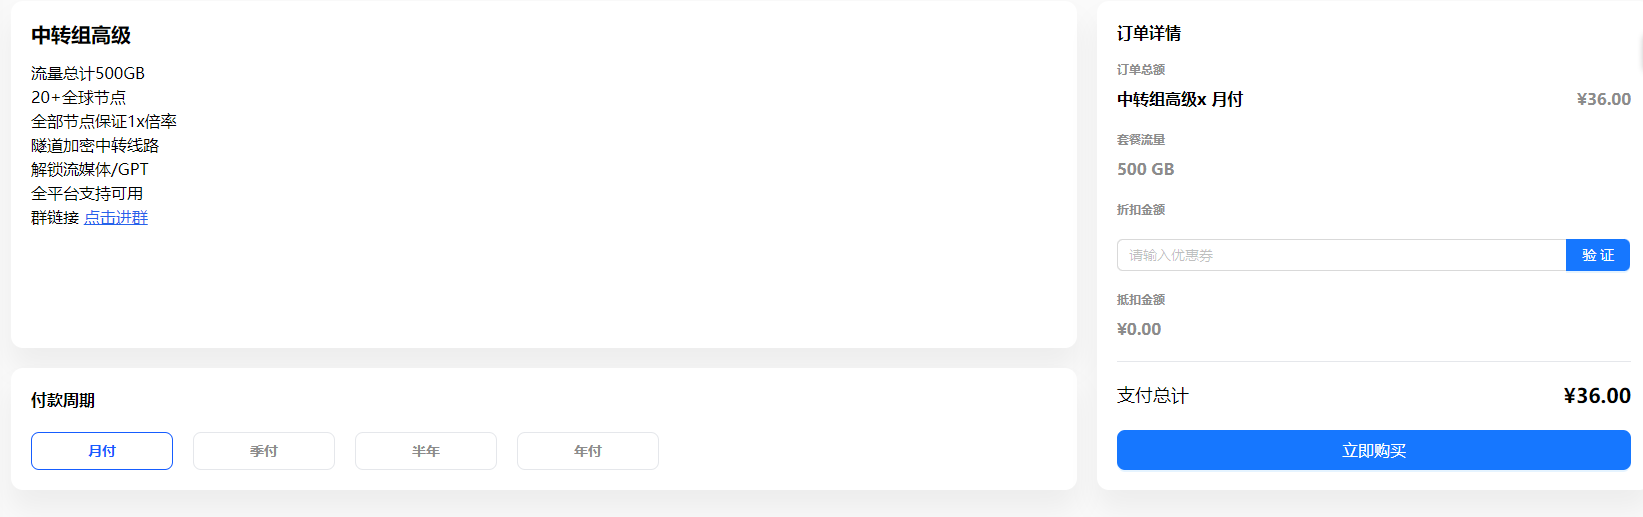 中转组高级
流量总计500GB
20+全球节点
全部节点保证1x倍率
隧道加密中转线路
解锁流媒体/GPT
全平台支持可用
群链接 点击进群
付款周期
月付
季付
半年
年付
订单详情
订单总额
中转组高级x 月付 ¥36.00
套餐流量
500 GB
折扣金额
请输入优惠券 验 证
抵扣金额
¥0.00
支付总计 ¥36.00
立即购买